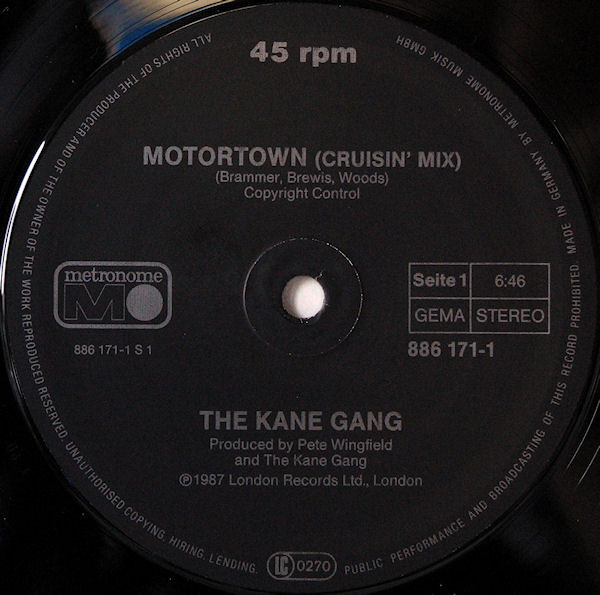 45 rpm
MOTORTOWN (CRUISIN' MIX)
(Brammer, Brewis, Woods)
Copyright Control
metronome
MO
886 171-1 S 1
Seite 1
6:46
GEMA
STEREO
886 171-1
THE KANE GANG
Produced by Pete Wingfield
and The Kane Gang
℗1987 London Records Ltd., London
ALL RIGHTS OF THE PRODUCER AND OF THE OWNER OF THE WORK REPRODUCED RESERVED. UNAUTHORISED COPYING, HIRING, LENDING, LC 0270 PUBLIC PERFORMANCE AND BROADCASTING OF THIS RECORD PROHIBITED. MADE IN GERMANY BY METRONOME MUSIK GMBH